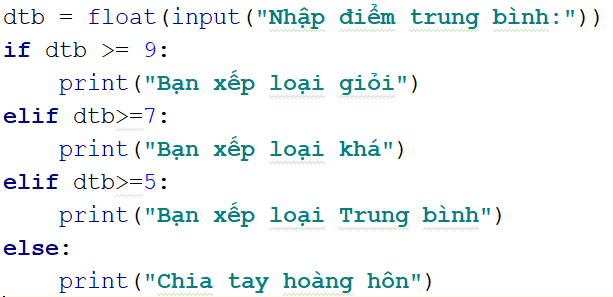 dtb = float(input("Nhập điểm trung bình:"))
if dtb >= 9:
    print("Bạn xếp loại giỏi")
elif dtb>=7:
    print("Bạn xếp loại khá")
elif dtb>=5:
    print("Bạn xếp loại Trung bình")
else:
    print("Chia tay hoàng hôn")